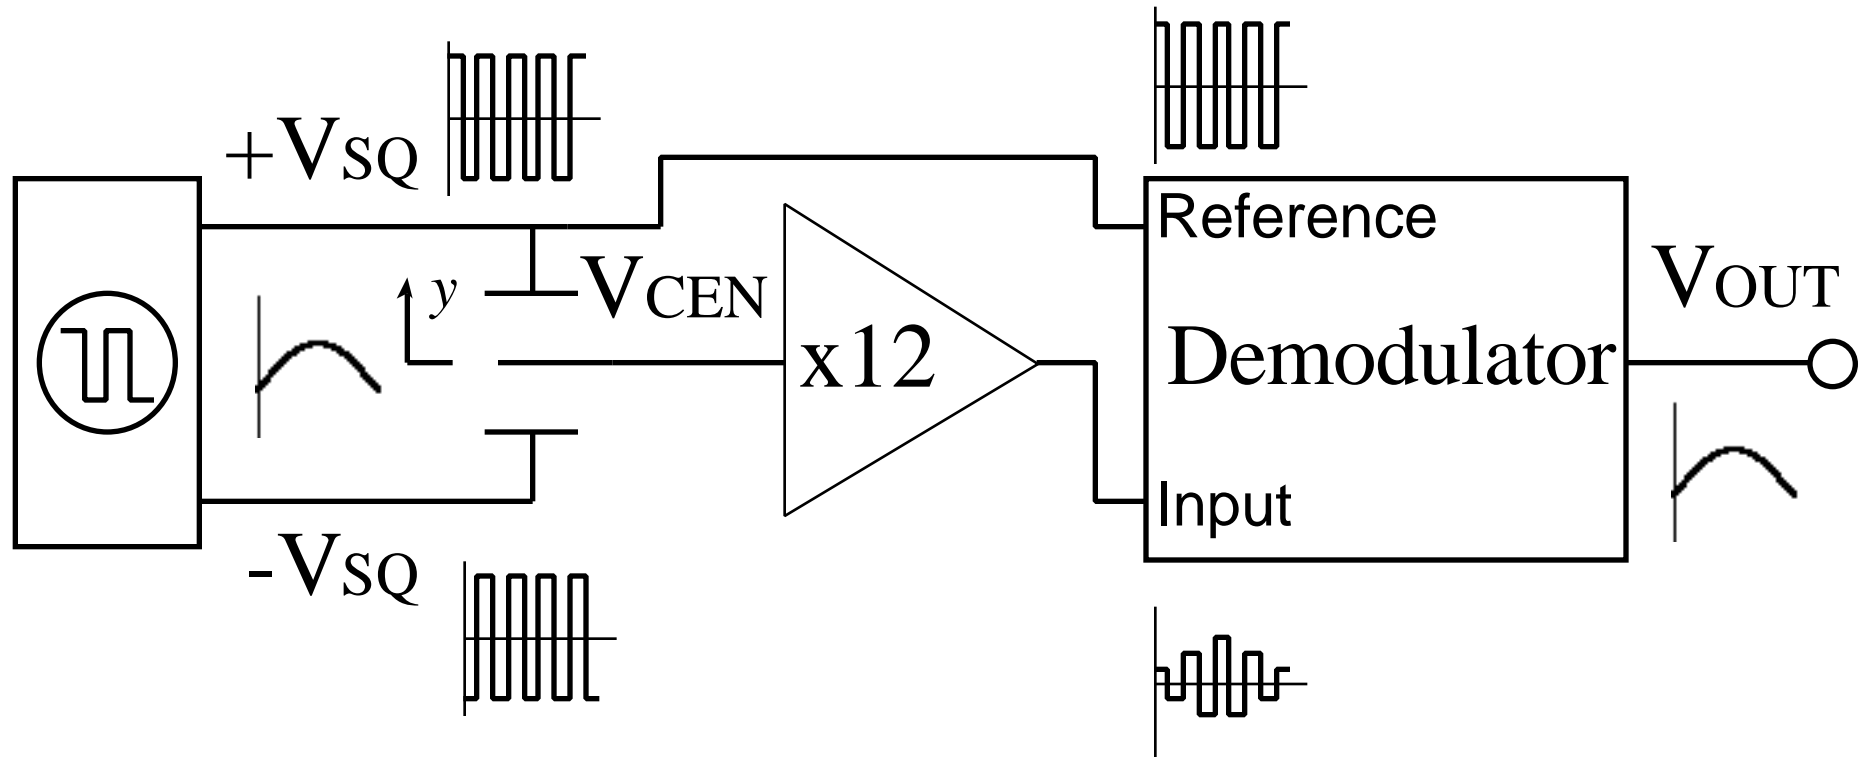 +VSQ
Reference
y
VCEN
VOUT
x12
Demodulator
Input
-VSQ